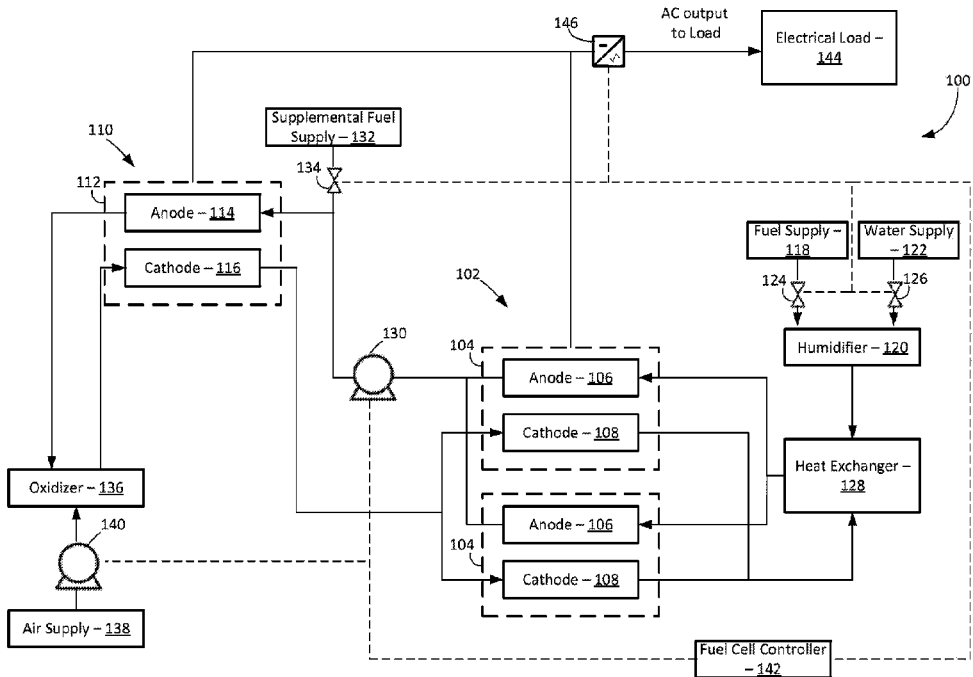 146
AC output
to Load
Electrical Load –
144
100
Supplemental Fuel
Supply – 132
110
134
112
Anode – 114
Cathode – 116
Fuel Supply –
118
Water Supply –
122
124
126
102
130
104
Humidifier – 120
Anode – 106
Cathode – 108
Heat Exchanger –
128
Oxidizer – 136
140
Anode – 106
104
Cathode – 108
Air Supply – 138
Fuel Cell Controller
– 142